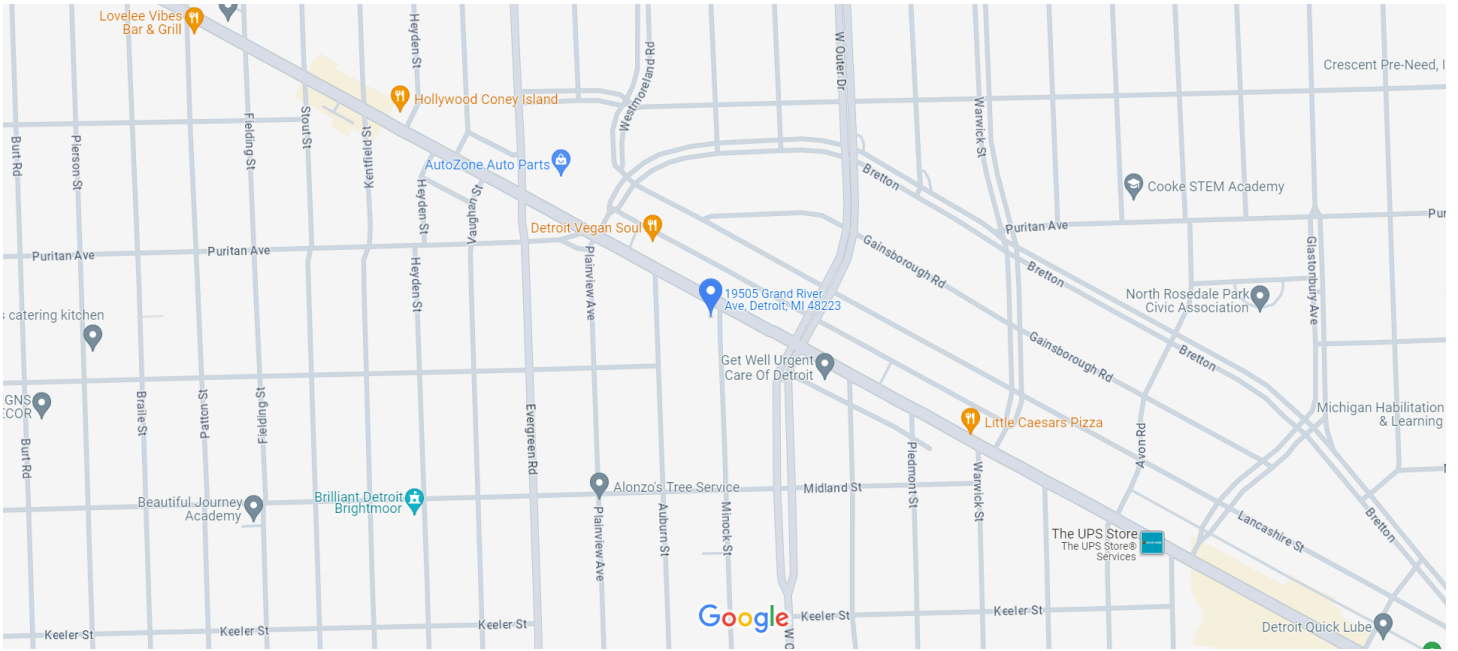 Lovelee Vibes
Bar & Grill
Heyden St
W Outer Dr
Westmoreland Rd
Crescent Pre-Need, I
Hollywood Coney Island
Burt Rd
Pierson St
Fielding St
Stout St
Kentfield St
Warwick St
AutoZone Auto Parts
Bretton
Cooke STEM Academy
Heyden St
Vaughan St
Detroit Vegan Soul
Puritan Ave
Pur
Puritan Ave
Puritan Ave
Plainview Ave
Gainsborough Rd
Glastonbury Ave
Heyden St
Bretton
19505 Grand River
Ave, Detroit, MI 48223
North Rosedale Park
Civic Association
s catering kitchen
Get Well Urgent
Care Of Detroit
Gainsborough Rd
Bretton
IGNS
ECOR
Braile St
Patton St
Fielding St
Evergreen Rd
Little Caesars Pizza
Michigan Habilitation
& Learning
Burt Rd
Piedmont St
Warwick St
Avon Rd
Beautiful Journey
Academy
Brilliant Detroit
Brightmoor
Alonzo's Tree Service
Midland St
Plainview Ave
Auburn St
Minock St
Lancashire St
Bretton
The UPS Store
The UPS Store®
Services
Google
Keeler St
Keeler St
Keeler St
Keeler St
Keeler St
W O
Detroit Quick Lube